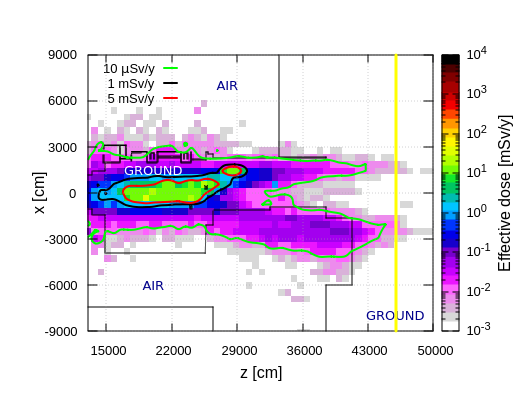 10 μSv/y
1 mSv/y
5 mSv/y
AIR
GROUND
AIR
GROUND
9000
6000
3000
0
-3000
-6000
-9000
x [cm]
15000 22000 29000 36000 43000 50000
z [cm]
10^4
10^3
10^2
10^1
10^0
10^-1
10^-2
10^-3
Effective dose [mSv/y]